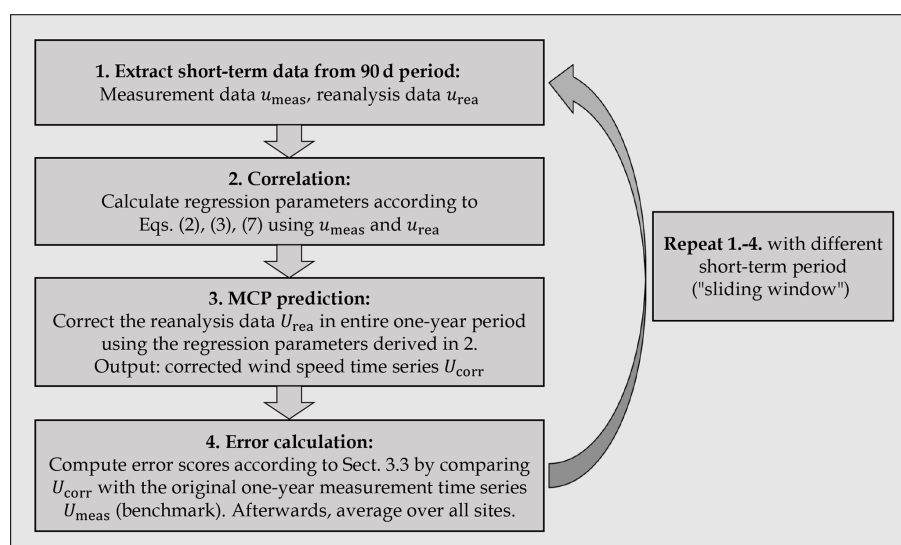 1. Extract short-term data from 90 d period:
Measurement data u_meas, reanalysis data u_rea
2. Correlation:
Calculate regression parameters according to
Eqs. (2), (3), (7) using u_meas and u_rea
3. MCP prediction:
Correct the reanalysis data U_rea in entire one-year period
using the regression parameters derived in 2.
Output: corrected wind speed time series U_corr
4. Error calculation:
Compute error scores according to Sect. 3.3 by comparing
U_corr with the original one-year measurement time series
U_meas (benchmark). Afterwards, average over all sites.
Repeat 1.-4. with different
short-term period
("sliding window")